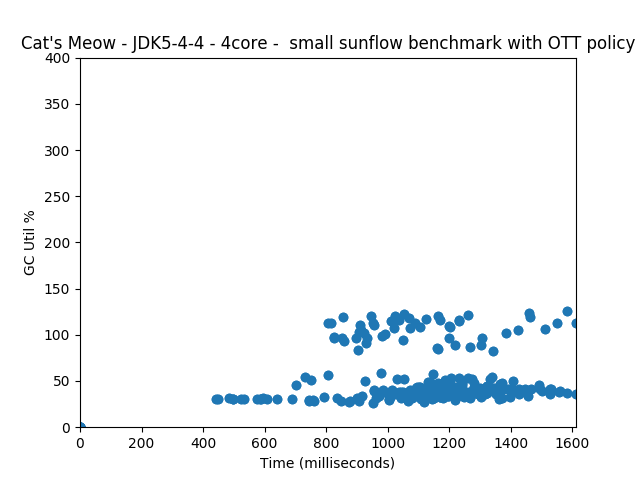 Cat's Meow - JDK5-4-4 - 4core -  small sunflow benchmark with OTT policy
400
350
300
250
200
150
100
50
0
GC Util %
0 200 400 600 800 1000 1200 1400 1600
Time (milliseconds)